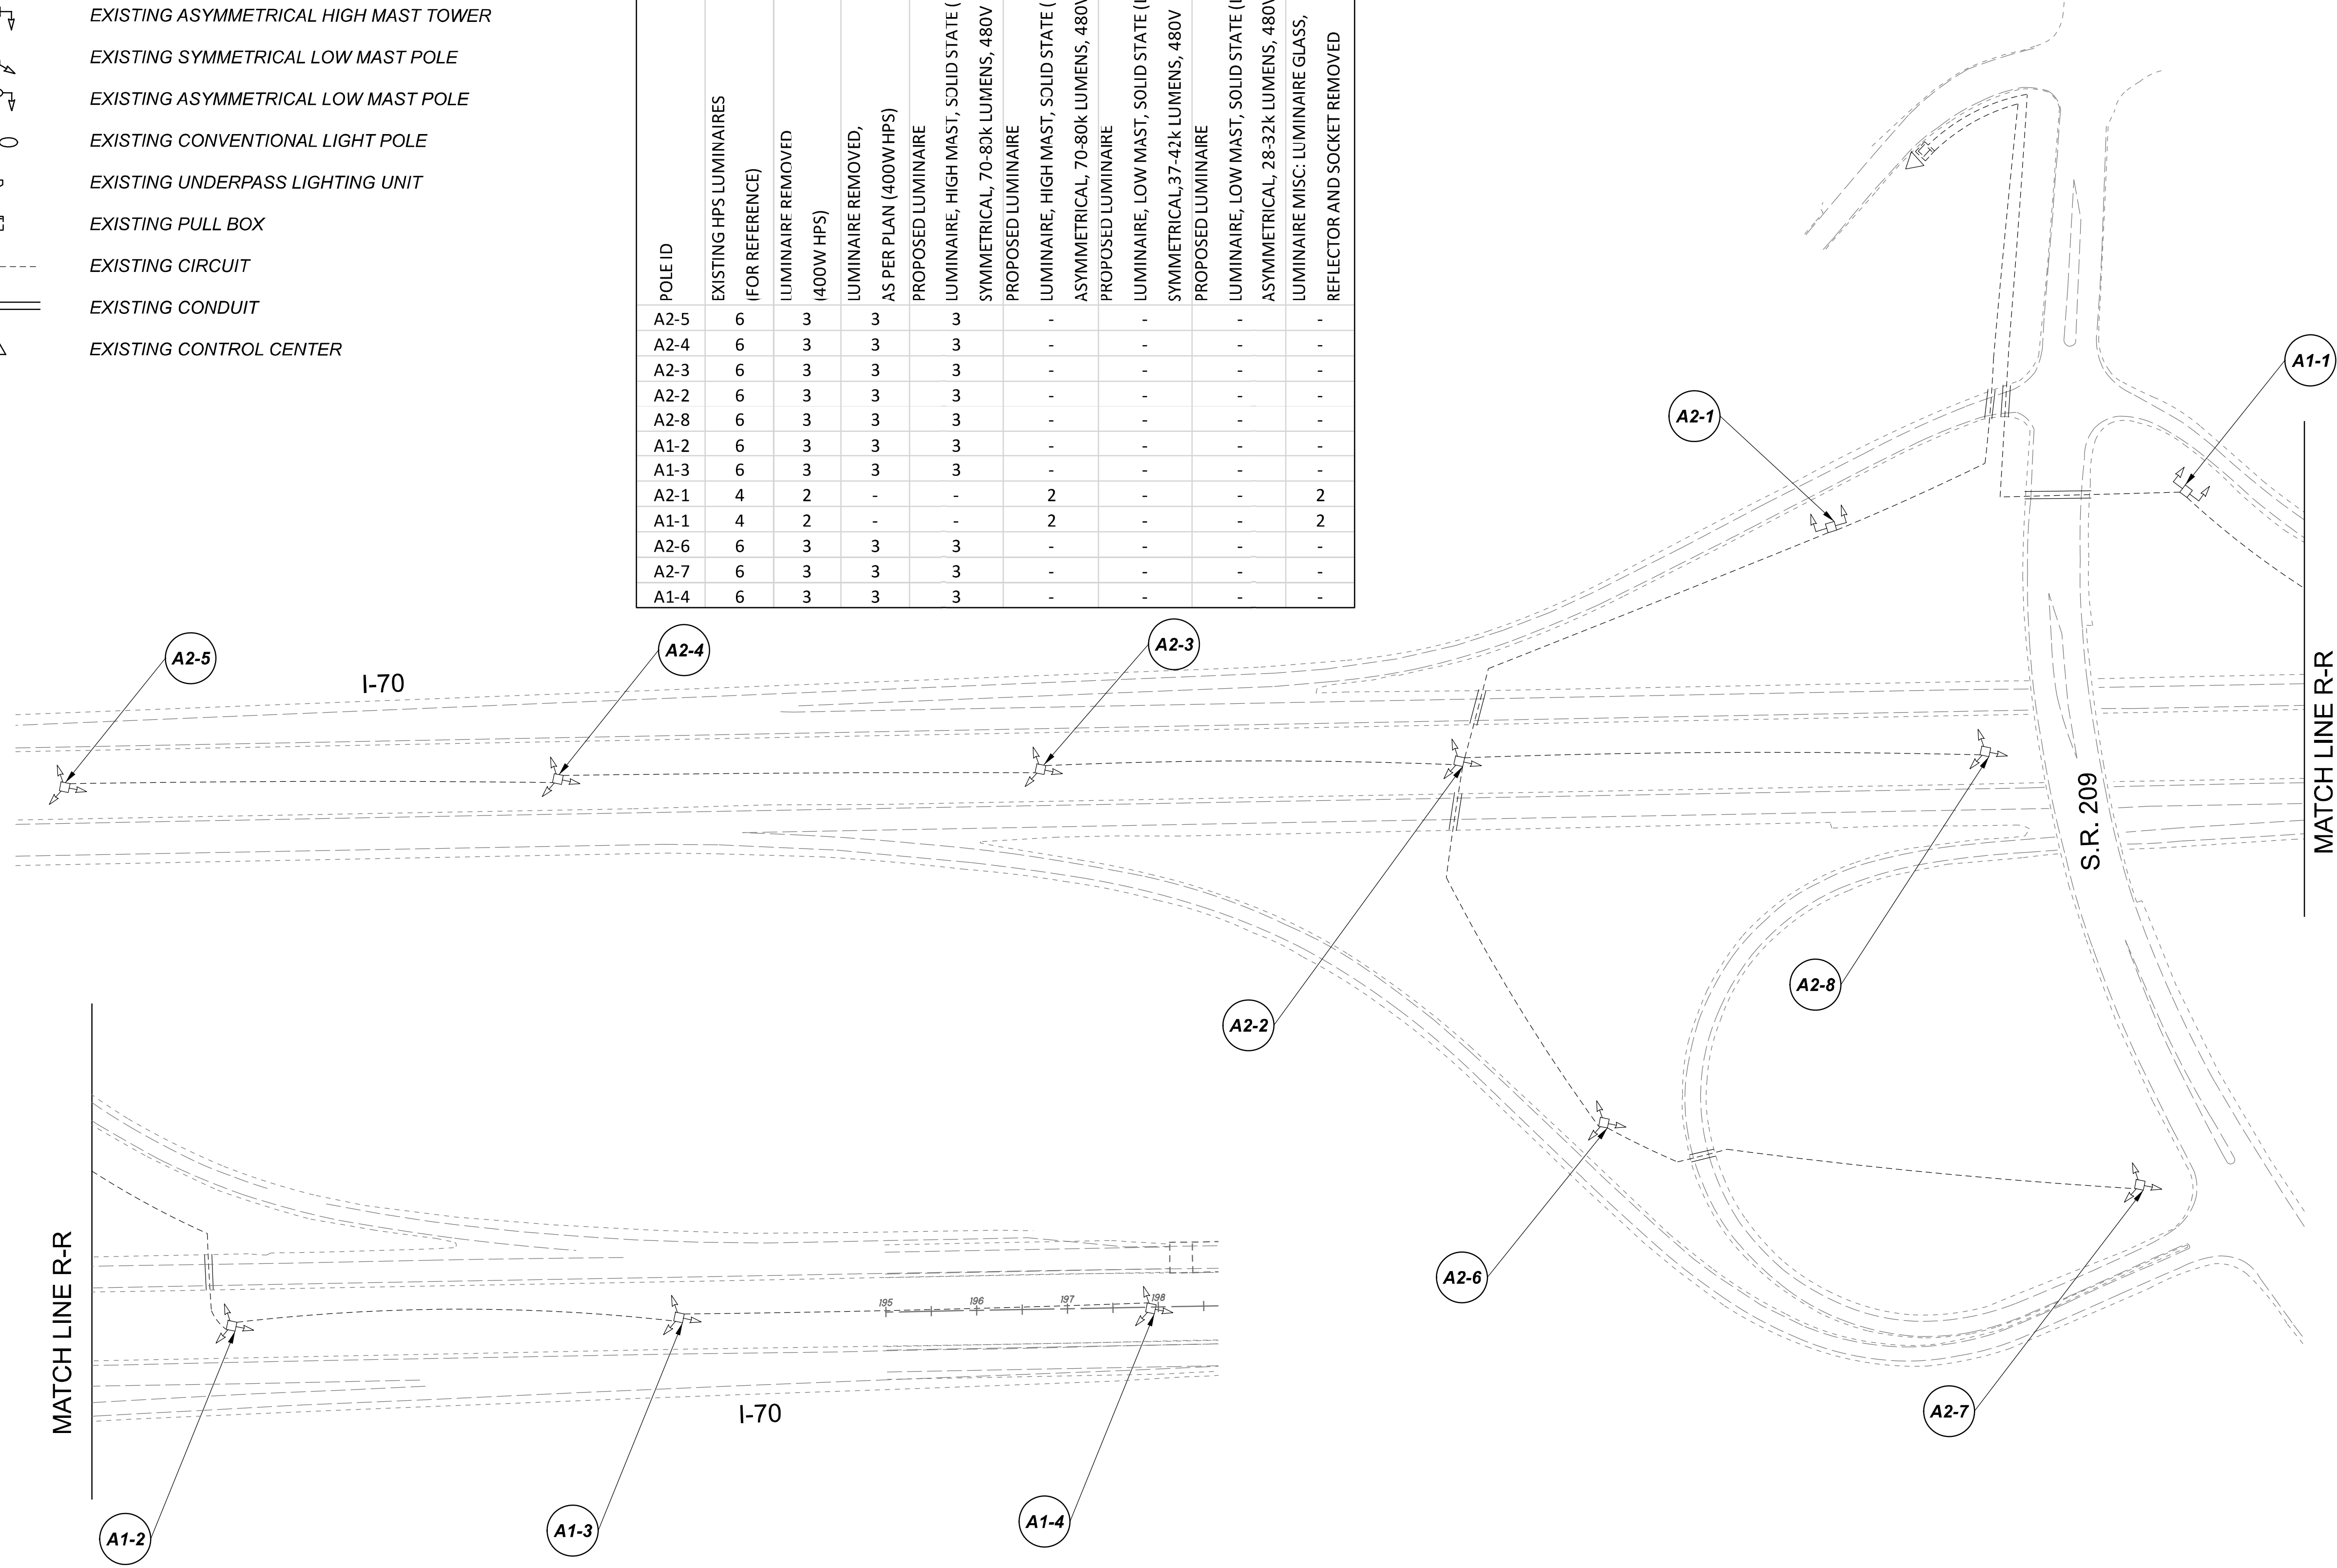 EXISTING ASYMMETRICAL HIGH MAST TOWER
EXISTING SYMMETRICAL LOW MAST POLE
EXISTING ASYMMETRICAL LOW MAST POLE
EXISTING CONVENTIONAL LIGHT POLE
EXISTING UNDERPASS LIGHTING UNIT
EXISTING PULL BOX
EXISTING CIRCUIT
EXISTING CONDUIT
EXISTING CONTROL CENTER
POLE ID
EXISTING HPS LUMINAIRES
(FOR REFERENCE)
LUMINAIRE REMOVED
(400W HPS)
LUMINAIRE REMOVED,
AS PER PLAN (400W HPS)
PROPOSED LUMINAIRE
LUMINAIRE, HIGH MAST, SOLID STATE (
SYMMETRICAL, 70-80k LUMENS, 480V
PROPOSED LUMINAIRE
LUMINAIRE, HIGH MAST, SOLID STATE (
ASYMMETRICAL, 70-80k LUMENS, 480V
PROPOSED LUMINAIRE
LUMINAIRE, LOW MAST, SOLID STATE (L
SYMMETRICAL,37-42k LUMENS, 480V
PROPOSED LUMINAIRE
LUMINAIRE, LOW MAST, SOLID STATE (L
ASYMMETRICAL, 28-32k LUMENS, 480V
LUMINAIRE MISC: LUMINAIRE GLASS,
REFLECTOR AND SOCKET REMOVED
A2-5 6 3 3 3 - - - -
A2-4 6 3 3 3 - - - -
A2-3 6 3 3 3 - - - -
A2-2 6 3 3 3 - - - -
A2-8 6 3 3 3 - - - -
A1-2 6 3 3 3 - - - -
A1-3 6 3 3 3 - - - -
A2-1 4 2 - - 2 - - 2
A1-1 4 2 - - 2 - - 2
A2-6 6 3 3 3 - - - -
A2-7 6 3 3 3 - - - -
A1-4 6 3 3 3 - - - -
A1-1
A2-1
A2-5
A2-4
A2-3
I-70
MATCH LINE R-R
S.R. 209
A2-8
A2-2
A2-6
A2-7
MATCH LINE R-R
195
196
197
198
I-70
A1-2
A1-3
A1-4